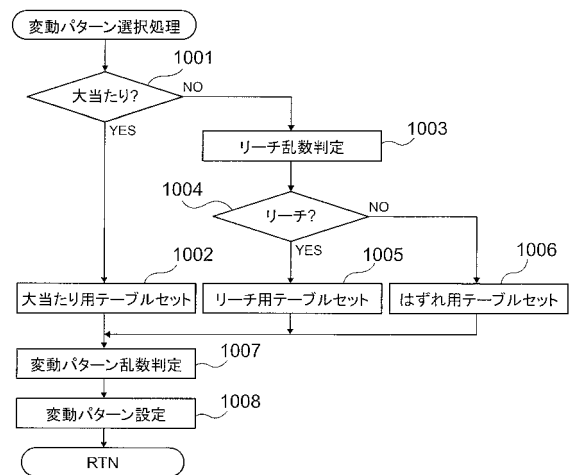 変動パターン選択処理
1001
大当たり?
NO
YES
1003
リーチ乱数判定
1004
リーチ?
NO
YES
1002
大当たり用テーブルセット
1005
リーチ用テーブルセット
1006
はずれ用テーブルセット
1007
変動パターン乱数判定
1008
変動パターン設定
RTN